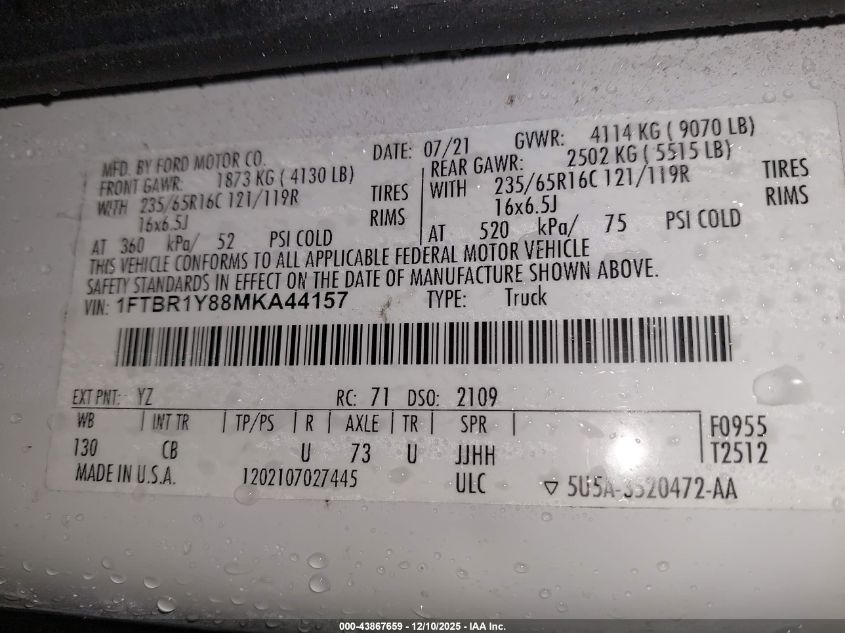 MFD. BY FORD MOTOR CO. DATE: 07/21 GVWR: 4114 KG ( 9070 LB)
FRONT GAWR: 1873 KG ( 4130 LB) REAR GAWR: 2502 KG ( 5515 LB)
WITH 235/65R16C 121/119R TIRES WITH 235/65R16C 121/119R TIRES
16x6.5J RIMS 16x6.5J RIMS
AT 360 kPa/ 52 PSI COLD AT 520 kPa/ 75 PSI COLD
THIS VEHICLE CONFORMS TO ALL APPLICABLE FEDERAL MOTOR VEHICLE
SAFETY STANDARDS IN EFFECT ON THE DATE OF MANUFACTURE SHOWN ABOVE.
VIN: 1FTBR1Y88MKA44157 TYPE: Truck
EXT PNT: YZ RC: 71 DSO: 2109
WB INT TR TP/PS R AXLE TR SPR F0955
130 CB U 73 U JJHH T2512
MADE IN U.S.A. 1202107027445 ULC ▽ 5U5A-3520472-AA
000-43867659 - 12/10/2025 - IAA Inc.